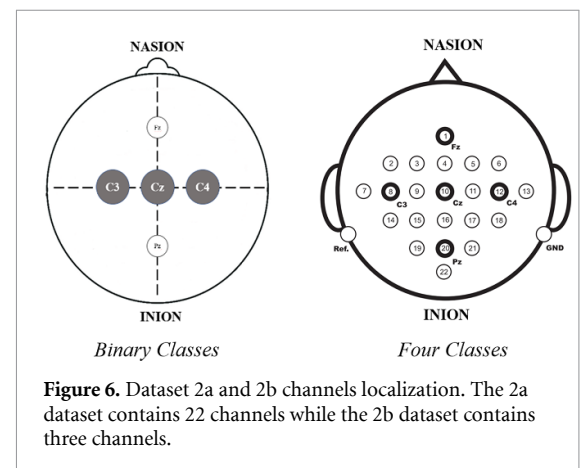 NASION
Fz
C3
Cz
C4
Pz
INION
Binary Classes
NASION
1
Fz
2 3 4 5 6
7 8 9 10 11 12 13
C3 Cz C4
14 15 16 17 18
Ref. 19 20 21 GND
Pz
22
INION
Four Classes
Figure 6. Dataset 2a and 2b channels localization. The 2a
dataset contains 22 channels while the 2b dataset contains
three channels.